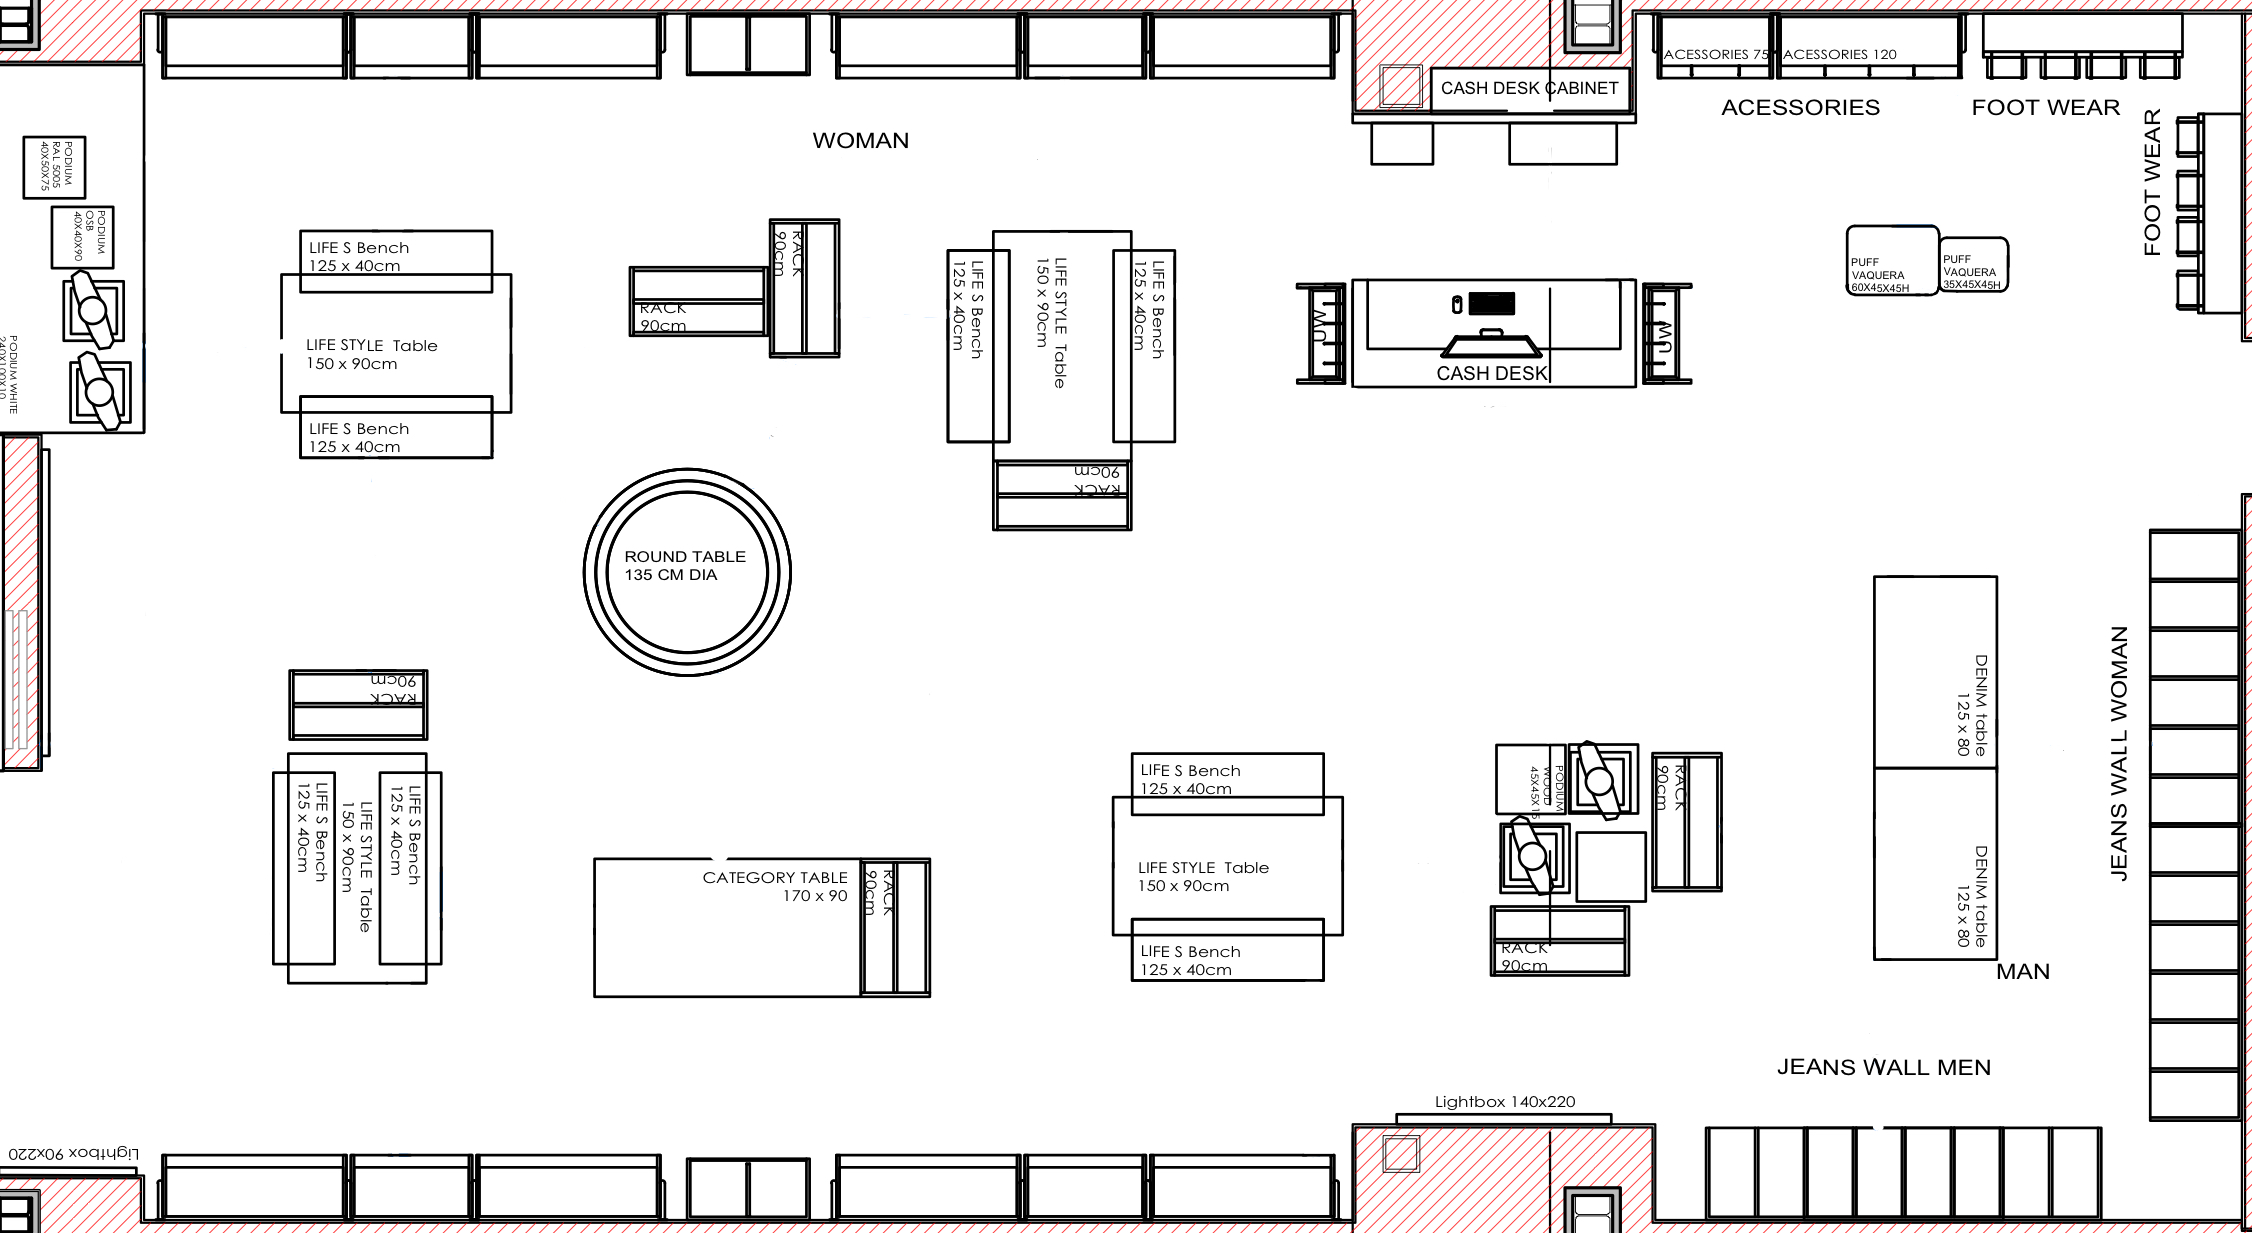 ACESSORIES 75
ACESSORIES 120
CASH DESK CABINET
ACESSORIES
FOOT WEAR
WOMAN
FOOT WEAR
PODIUM
RAL 5005
40X50X75
PODIUM
OSB
40X40X90
PODIUM WHITE
240X100X10
LIFE S Bench
125 x 40cm
LIFE STYLE Table
150 x 90cm
LIFE S Bench
125 x 40cm
RACK
90cm
RACK
90cm
LIFE S Bench
125 x 40cm
LIFE STYLE Table
150 x 90cm
LIFE S Bench
125 x 40cm
RACK
90cm
UW
CASH DESK
UW
PUFF
VAQUERA
60X45X45H
PUFF
VAQUERA
35X45X45H
ROUND TABLE
135 CM DIA
RACK
90cm
LIFE S Bench
125 x 40cm
LIFE STYLE Table
150 x 90cm
LIFE S Bench
125 x 40cm
CATEGORY TABLE
170 x 90
RACK
90cm
LIFE S Bench
125 x 40cm
LIFE STYLE Table
150 x 90cm
LIFE S Bench
125 x 40cm
PODIUM
WOOD
45X45X15
RACK
90cm
RACK
90cm
DENIM table
125 x 80
DENIM table
125 x 80
JEANS WALL WOMAN
MAN
JEANS WALL MEN
Lightbox 140x220
Lightbox 90x220